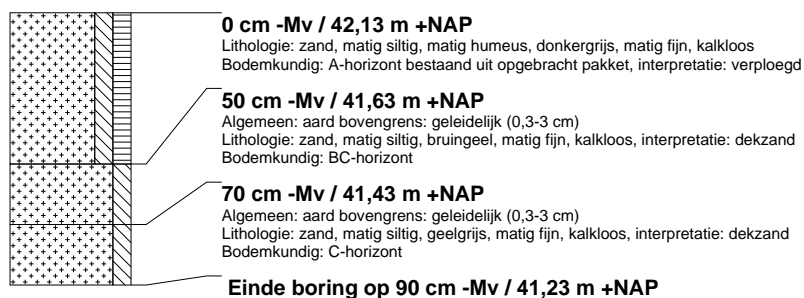 0 cm -Mv / 42,13 m +NAP
Lithologie: zand, matig siltig, matig humeus, donkergrijs, matig fijn, kalkloos
Bodemkundig: A-horizont bestaand uit opgebracht pakket, interpretatie: verploegd
50 cm -Mv / 41,63 m +NAP
Algemeen: aard bovengrens: geleidelijk (0,3-3 cm)
Lithologie: zand, matig siltig, bruingeel, matig fijn, kalkloos, interpretatie: dekzand
Bodemkundig: BC-horizont
70 cm -Mv / 41,43 m +NAP
Algemeen: aard bovengrens: geleidelijk (0,3-3 cm)
Lithologie: zand, matig siltig, geelgrijs, matig fijn, kalkloos, interpretatie: dekzand
Bodemkundig: C-horizont
Einde boring op 90 cm -Mv / 41,23 m +NAP